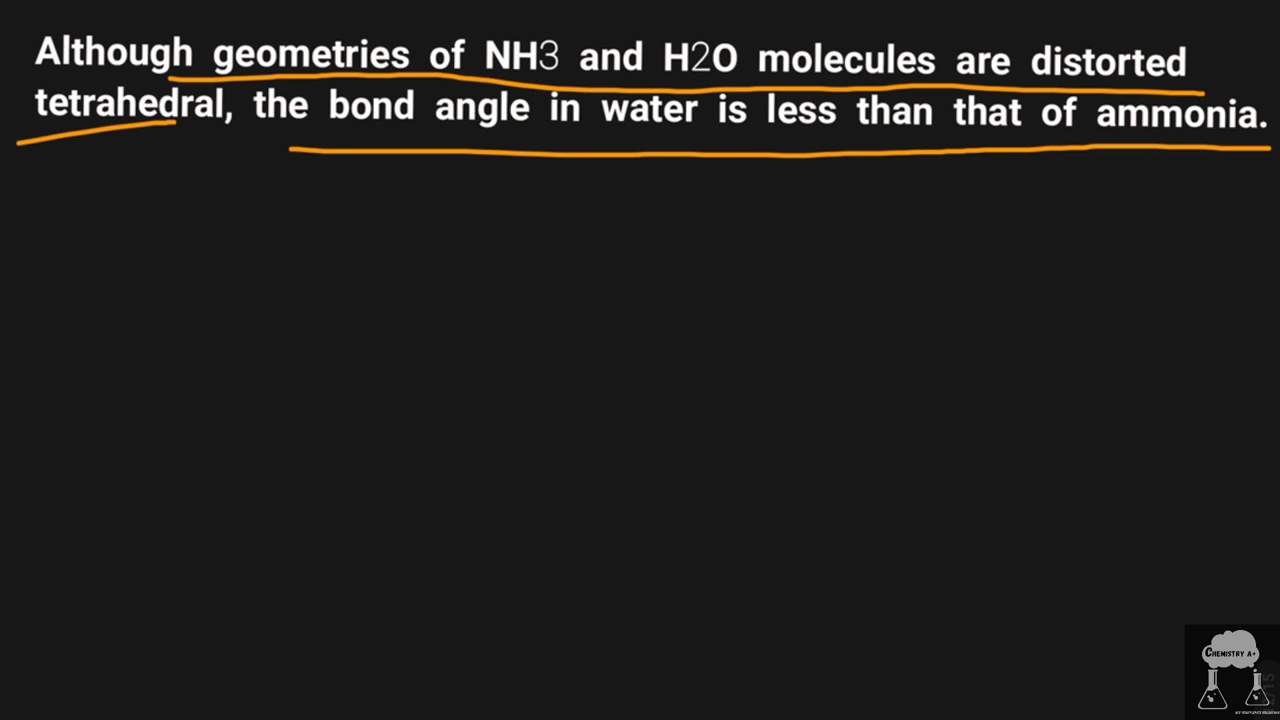 Although geometries of NH3 and H2O molecules are distorted
tetrahedral, the bond angle in water is less than that of ammonia.
CHEMISTRY A+